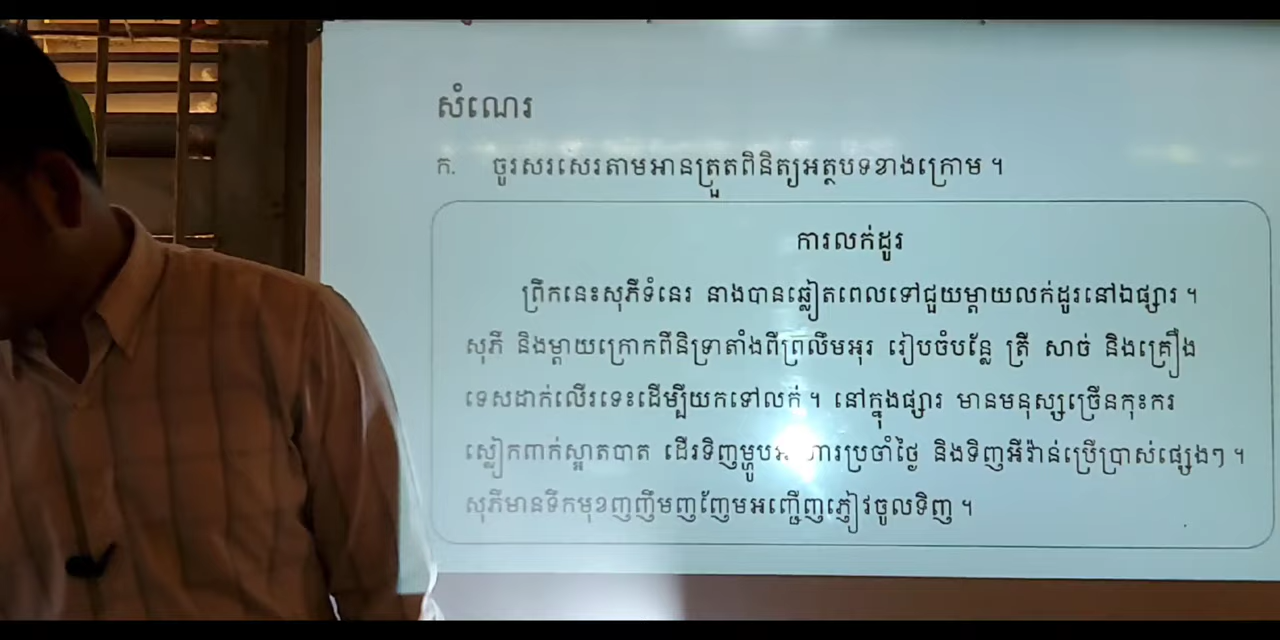 សំណេរ
ក. ចូរសរសេរតាមអានត្រួតពិនិត្យអត្ថបទខាងក្រោម ។
ការលក់ដូរ
ព្រឹកនេះសុភីទំនេរ នាងបានឆ្លៀតពេលទៅជួយម្តាយលក់ដូរនៅឯផ្សារ ។
សុភី និងម្តាយក្រោកពីនិទ្រាតាំងពីព្រលឹមអុរ រៀបចំបន្លែ ត្រី សាច់ និងគ្រឿង
ទេសដាក់លើរទេះដើម្បីយកទៅលក់ ។ នៅក្នុងផ្សារ មានមនុស្សច្រើនកុះករ
ស្លៀកពាក់ស្អាតបាត ដើរទិញម្ហូបអាហារប្រចាំថ្ងៃ និងទិញអីវ៉ាន់ប្រើប្រាស់ផ្សេងៗ ។
សុភីមានទឹកមុខញញឹមញញែមអញ្ជើញភ្ញៀវចូលទិញ ។